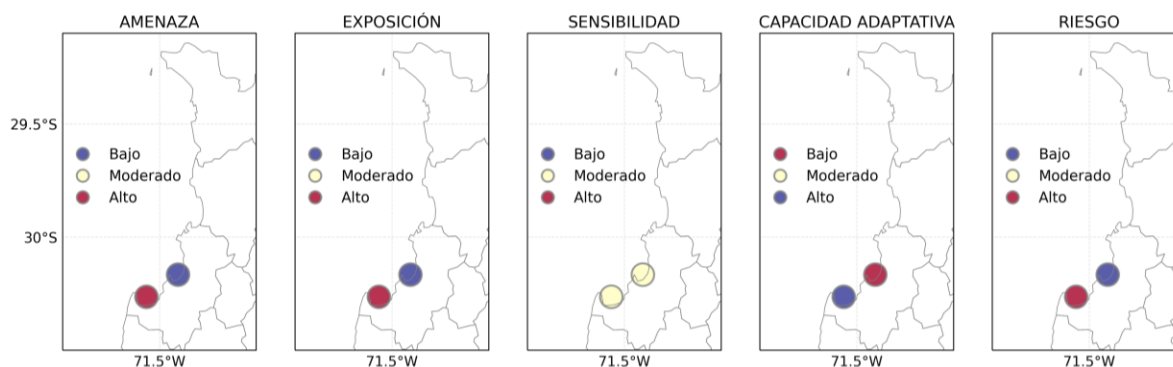 AMENAZA
EXPOSICIÓN
SENSIBILIDAD
CAPACIDAD ADAPTATIVA
RIESGO
29.5°S
30°S
Bajo
Moderado
Alto
71.5°W
Bajo
Moderado
Alto
71.5°W
Bajo
Moderado
Alto
71.5°W
Bajo
Moderado
Alto
71.5°W
Bajo
Moderado
Alto
71.5°W